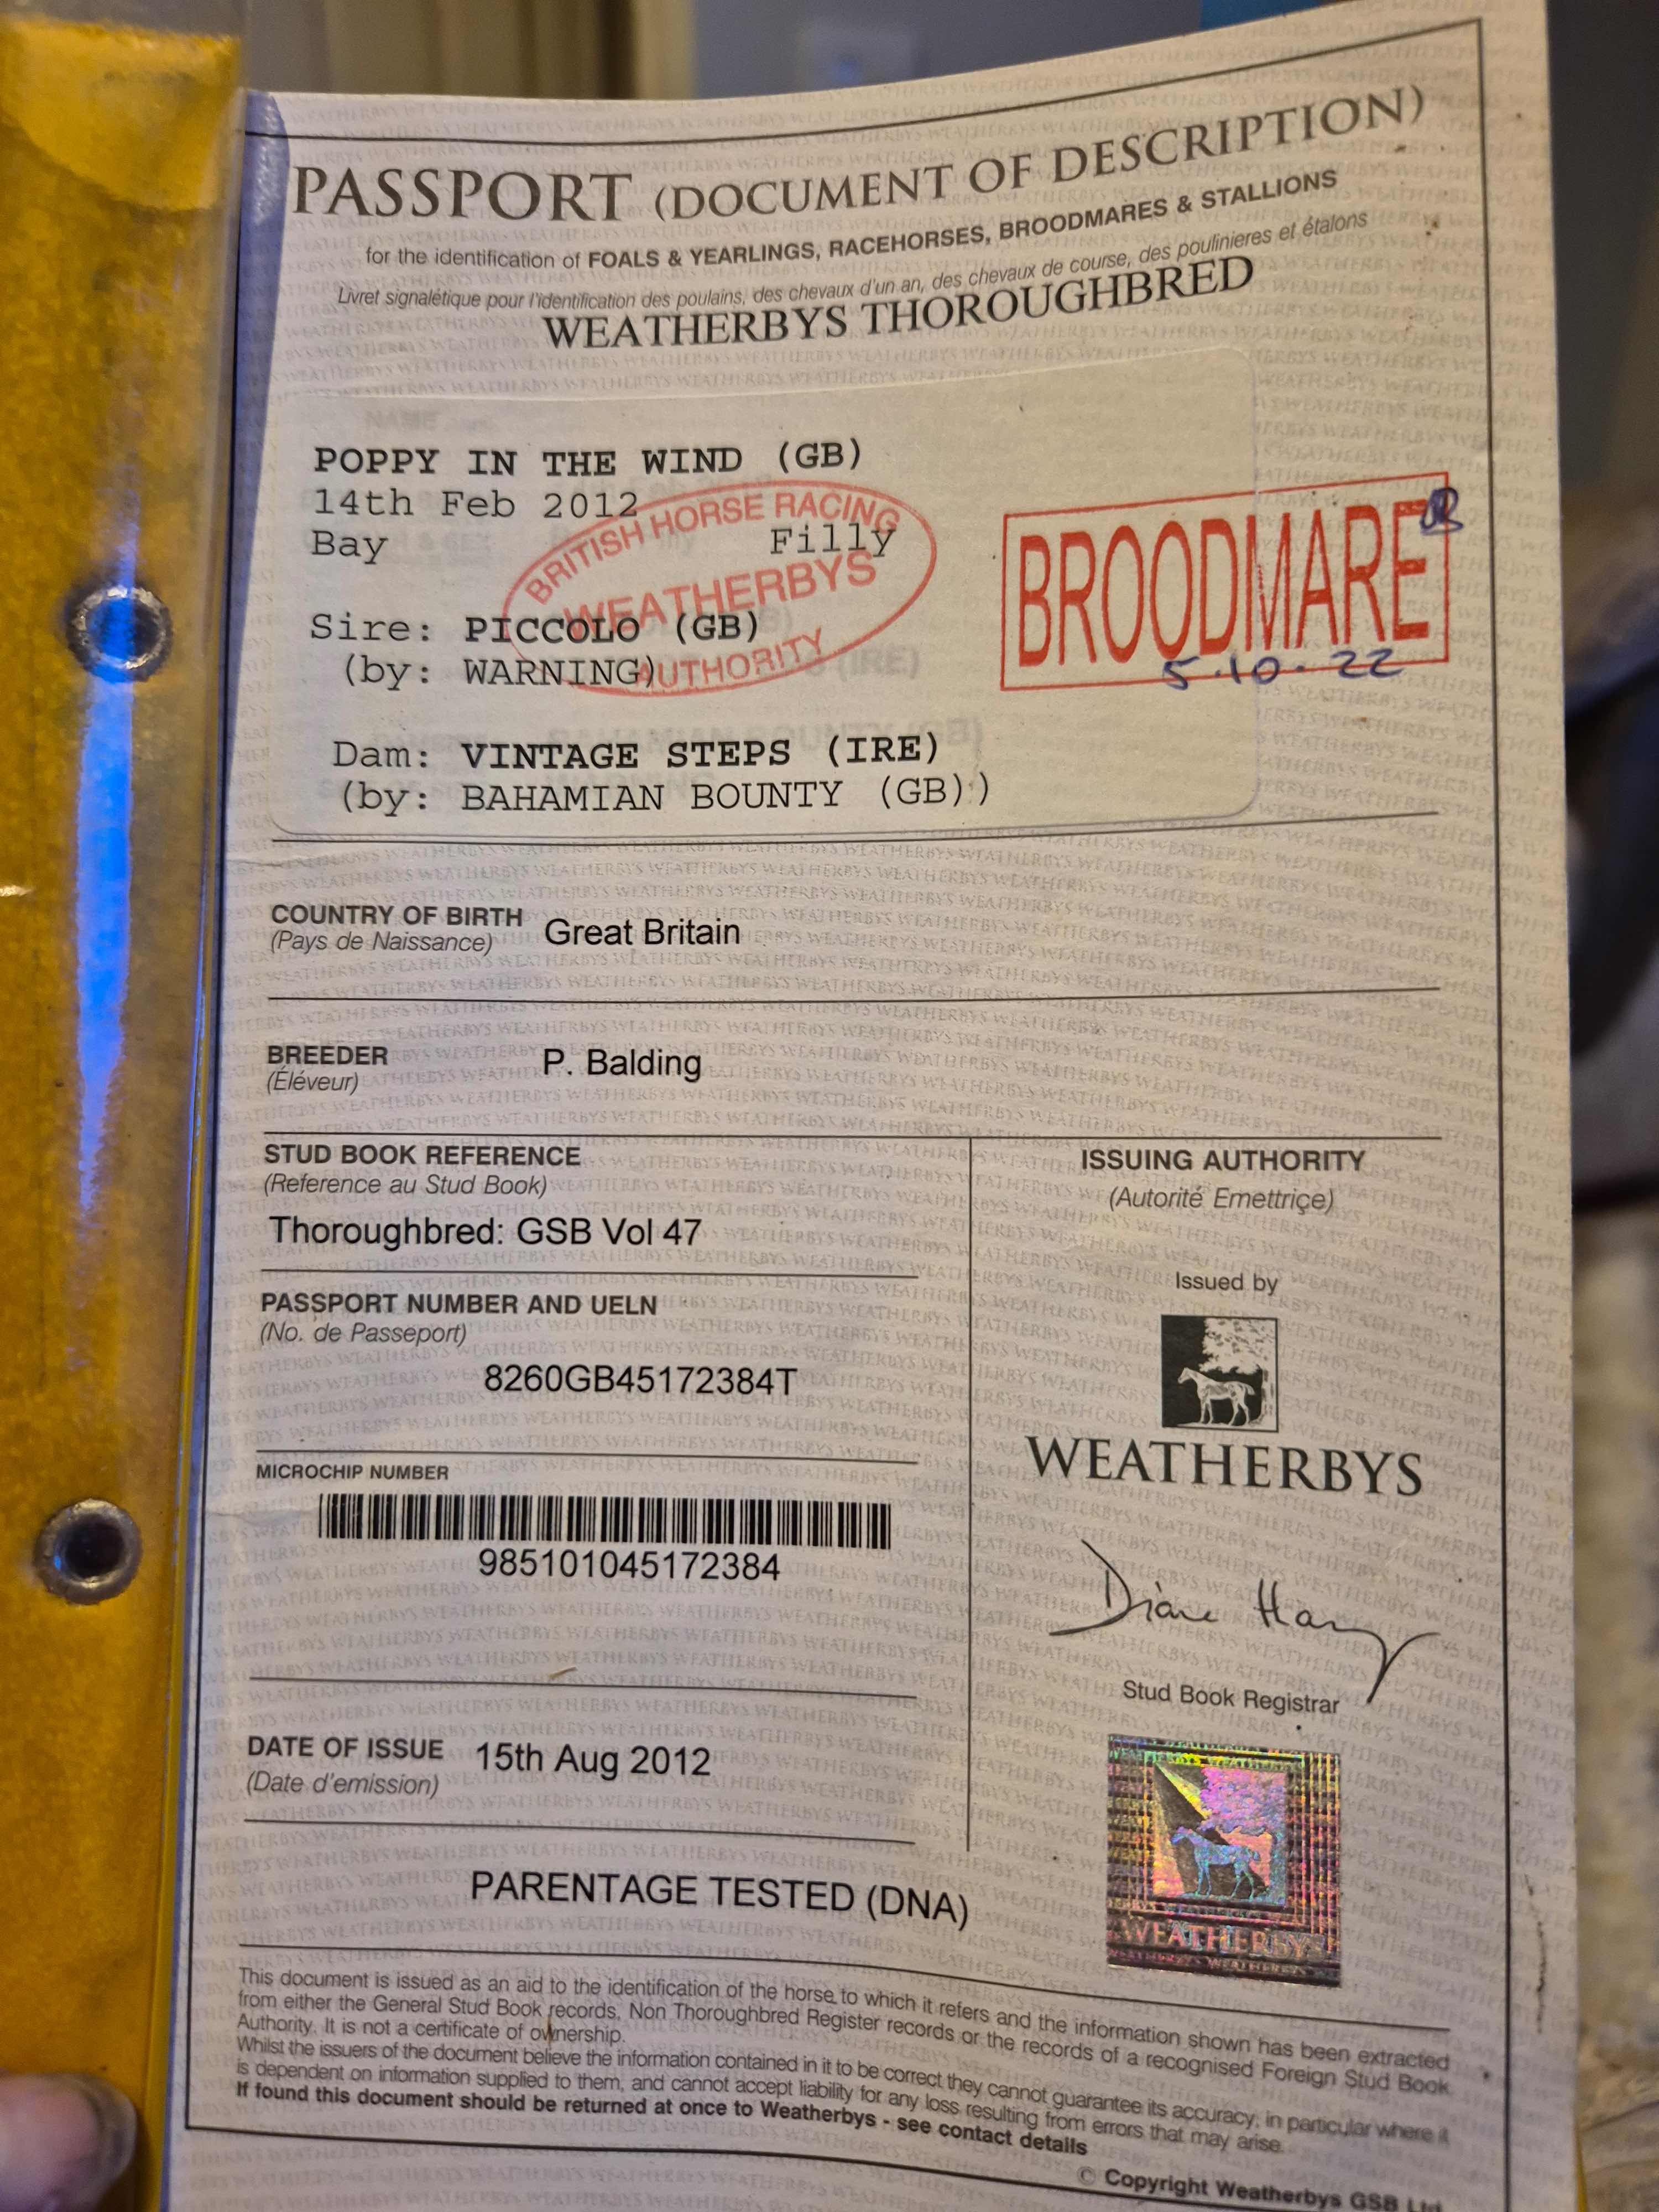 PASSPORT (DOCUMENT OF DESCRIPTION)
for the identification of FOALS & YEARLINGS, RACEHORSES, BROODMARES & STALLIONS
Livret signalétique pour l'identification des poulains, des chevaux d'un an, des chevaux de course, des poulinieres et étalons
WEATHERBYS THOROUGHBRED
NAME
POPPY IN THE WIND (GB)
14th Feb 2012
Bay Filly
BRITISH HORSE RACING
WEATHERBYS
AUTHORITY
BROODMARE
5.10.22
Sire: PICCOLO (GB)
(by: WARNING)
Dam: VINTAGE STEPS (IRE)
(by: BAHAMIAN BOUNTY (GB))
COUNTRY OF BIRTH Great Britain
(Pays de Naissance)
BREEDER P. Balding
(Éléveur)
STUD BOOK REFERENCE
(Reference au Stud Book)
Thoroughbred: GSB Vol 47
PASSPORT NUMBER AND UELN
(No. de Passeport)
8260GB45172384T
MICROCHIP NUMBER
985101045172384
DATE OF ISSUE 15th Aug 2012
(Date d'emission)
PARENTAGE TESTED (DNA)
ISSUING AUTHORITY
(Autorité Emettriçe)
Issued by
WEATHERBYS
Stud Book Registrar
WEATHERBYS
This document is issued as an aid to the identification of the horse to which it refers and the information shown has been extracted
from either the General Stud Book records, Non Thoroughbred Register records or the records of a recognised Foreign Stud Book
Authority. It is not a certificate of ownership.
Whilst the issuers of the document believe the information contained in it to be correct they cannot guarantee its accuracy, in particular where it
is dependent on information supplied to them, and cannot accept liability for any loss resulting from errors that may arise.
If found this document should be returned at once to Weatherbys - see contact details
© Copyright Weatherbys GSB Ltd